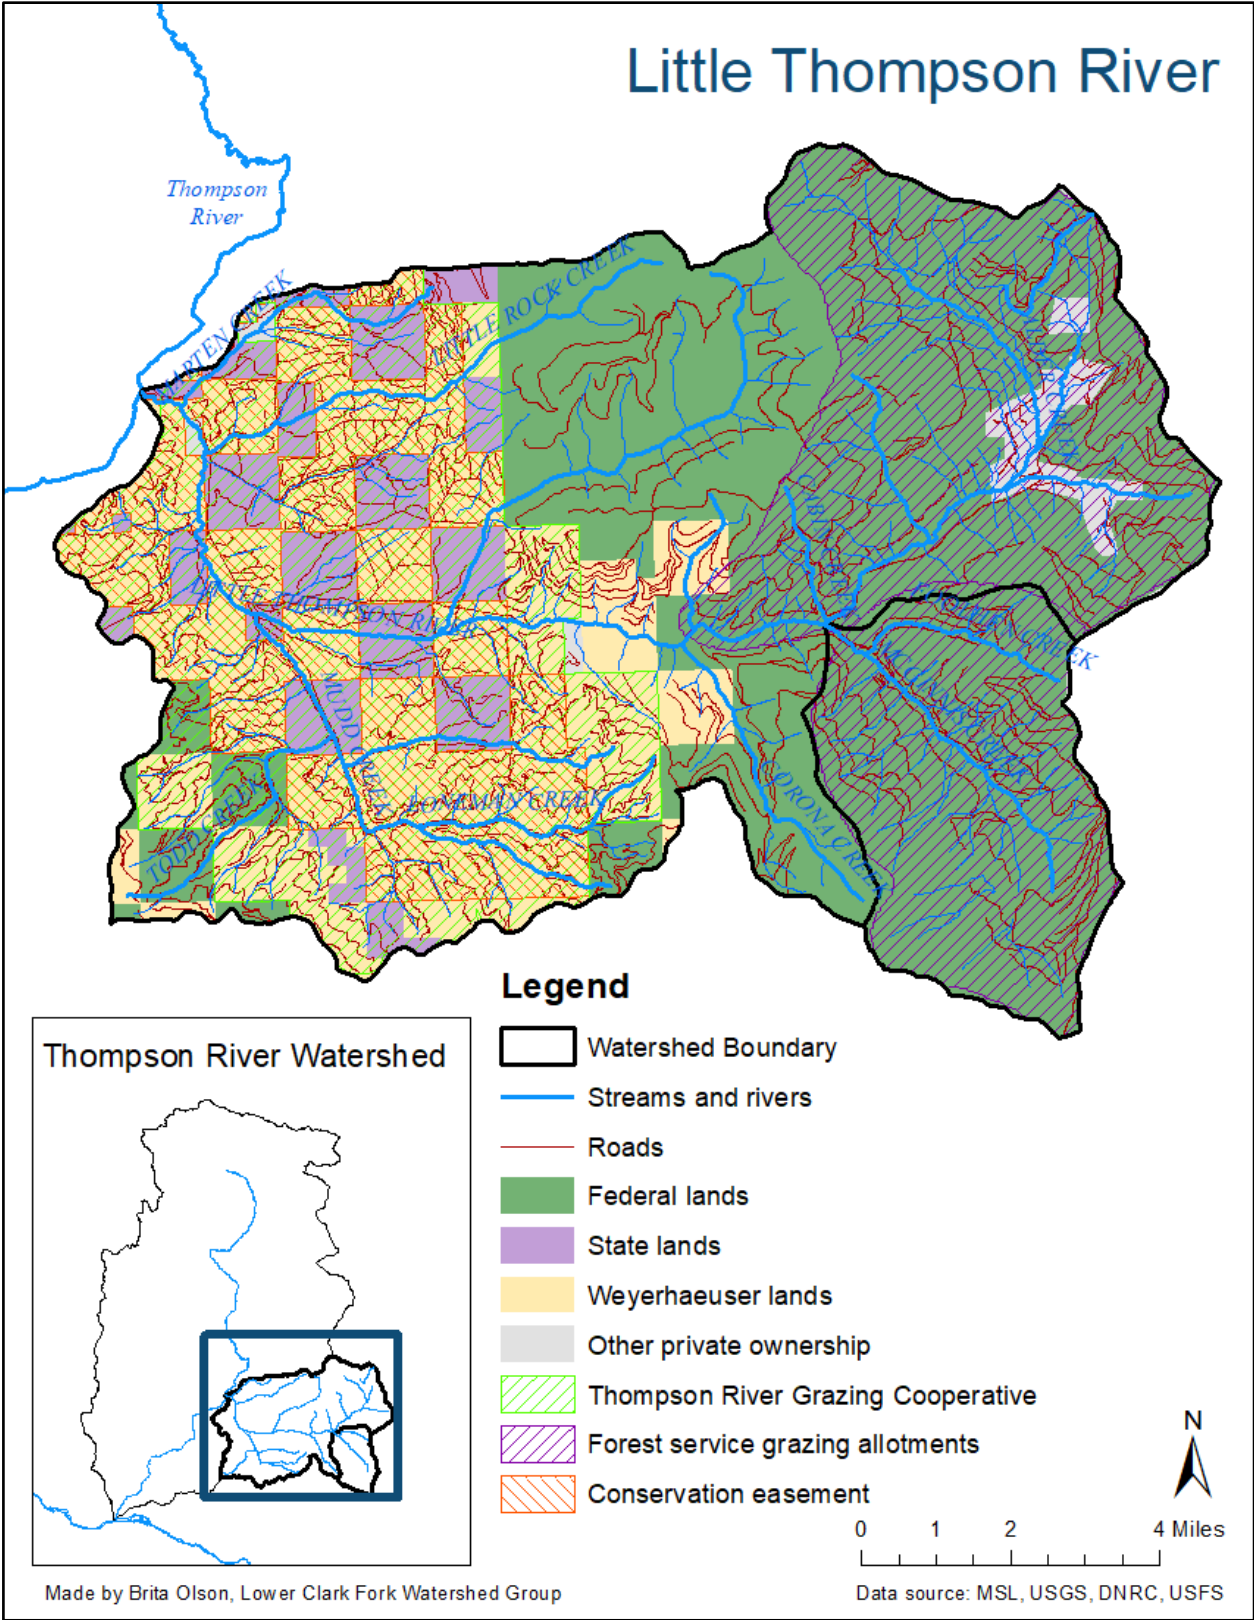 Little Thompson River
Thompson
River
MARTEN CREEK
LITTLE ROCK CREEK
LITTLE THOMPSON RIVER
MUDD CREEK
LONEMAN CREEK
TODD CREEK
CORONA CREEK
MCGINNIS CREEK
CREEK
Legend
Watershed Boundary
Streams and rivers
Roads
Federal lands
State lands
Weyerhaeuser lands
Other private ownership
Thompson River Grazing Cooperative
Forest service grazing allotments
Conservation easement
Thompson River Watershed
N
0 1 2 4 Miles
Made by Brita Olson, Lower Clark Fork Watershed Group
Data source: MSL, USGS, DNRC, USFS